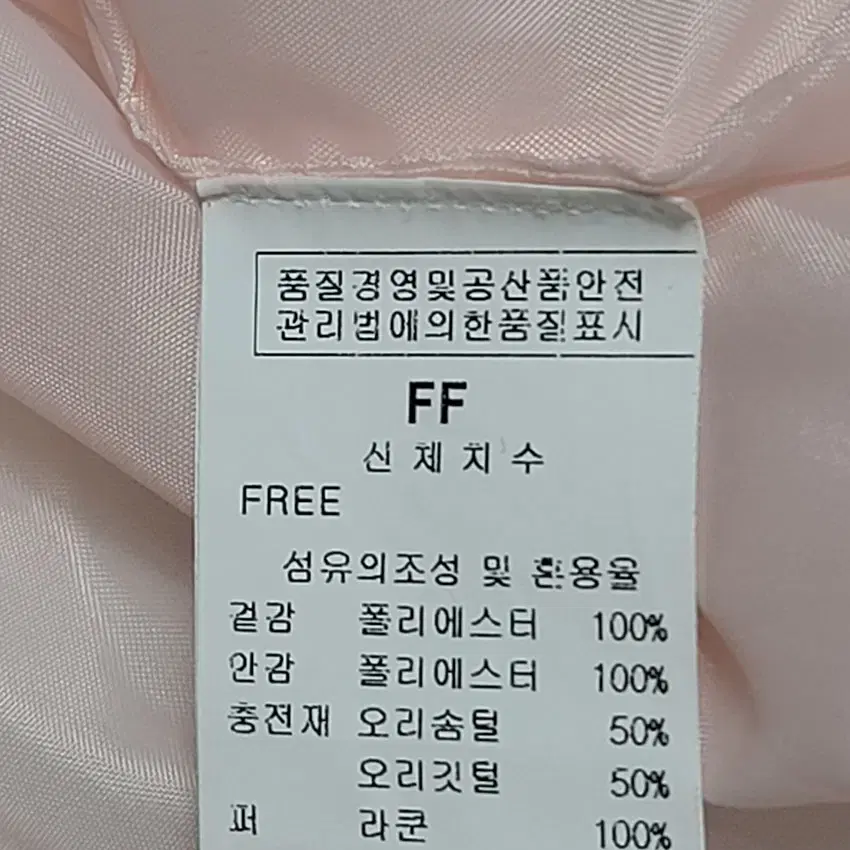 품질경영및공산품안전
관리법에의한품질표시
FF
신체치수
FREE
섬유의조성 및 혼용율
겉감 폴리에스터 100%
안감 폴리에스터 100%
충전재 오리솜털 50%
오리깃털 50%
퍼 라쿤 100%